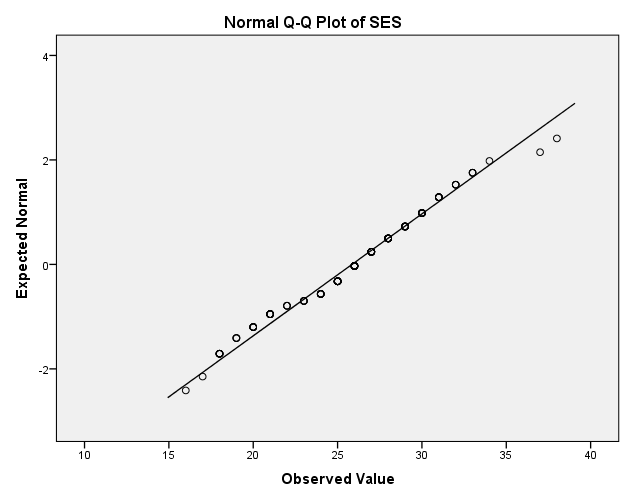 Normal Q-Q Plot of SES
4
2
0
-2
Expected Normal
10 15 20 25 30 35 40
Observed Value